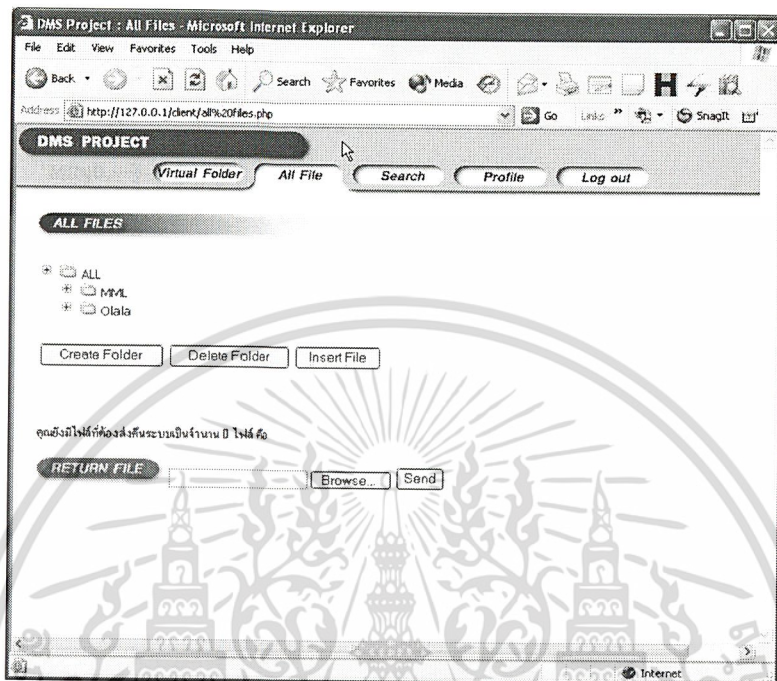 DMS Project : All Files - Microsoft Internet Explorer
File Edit View Favorites Tools Help
Back Search Favorites Media
Address http://127.0.0.1/client/all%20files.php Go Links » SnagIt
DMS PROJECT
Virtual Folder All File Search Profile Log out
ALL FILES
ALL
MML
Olala
Create Folder Delete Folder Insert File
คุณยังมีไฟล์ที่ต้องส่งคืนระบบเป็นจำนวน 0 ไฟล์ คือ
RETURN FILE Browse... Send
Internet